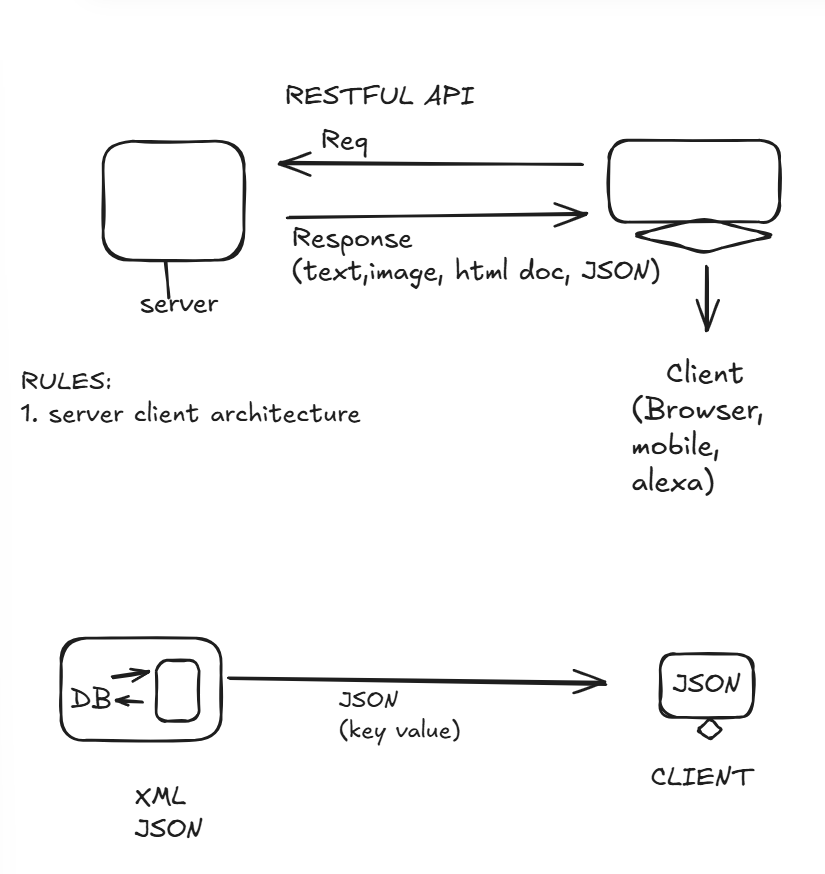 RESTFUL API
Req
Response
(text,image, html doc, JSON)
server
RULES:
1. server client architecture
Client
(Browser,
mobile,
alexa)
DB
JSON
(key value)
JSON
CLIENT
XML
JSON